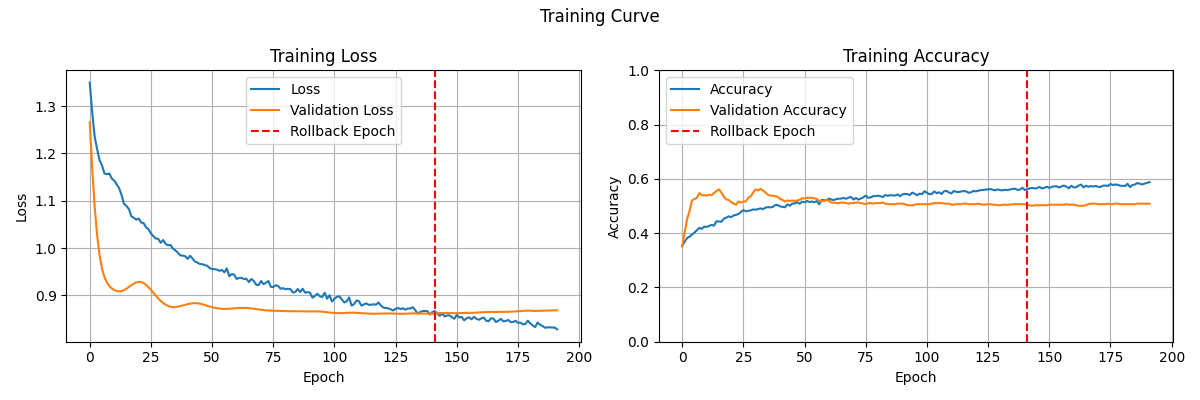 Training Curve
Training Loss
Loss
Validation Loss
Rollback Epoch
1.3
1.2
1.1
1.0
0.9
Loss
0 25 50 75 100 125 150 175 200
Epoch
Training Accuracy
Accuracy
Validation Accuracy
Rollback Epoch
1.0
0.8
0.6
0.4
0.2
0.0
Accuracy
0 25 50 75 100 125 150 175 200
Epoch